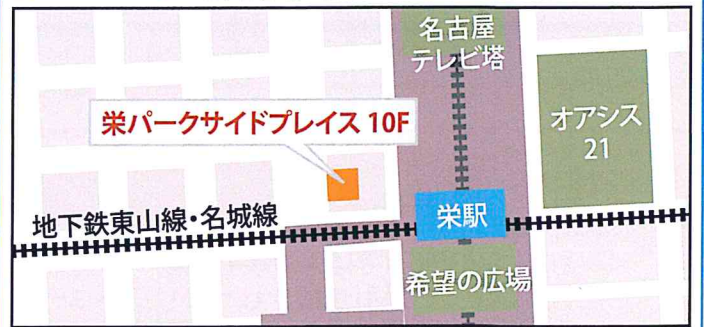 名古屋
テレビ塔
栄パークサイドプレイス 10F
オアシス
21
地下鉄東山線・名城線
栄駅
希望の広場